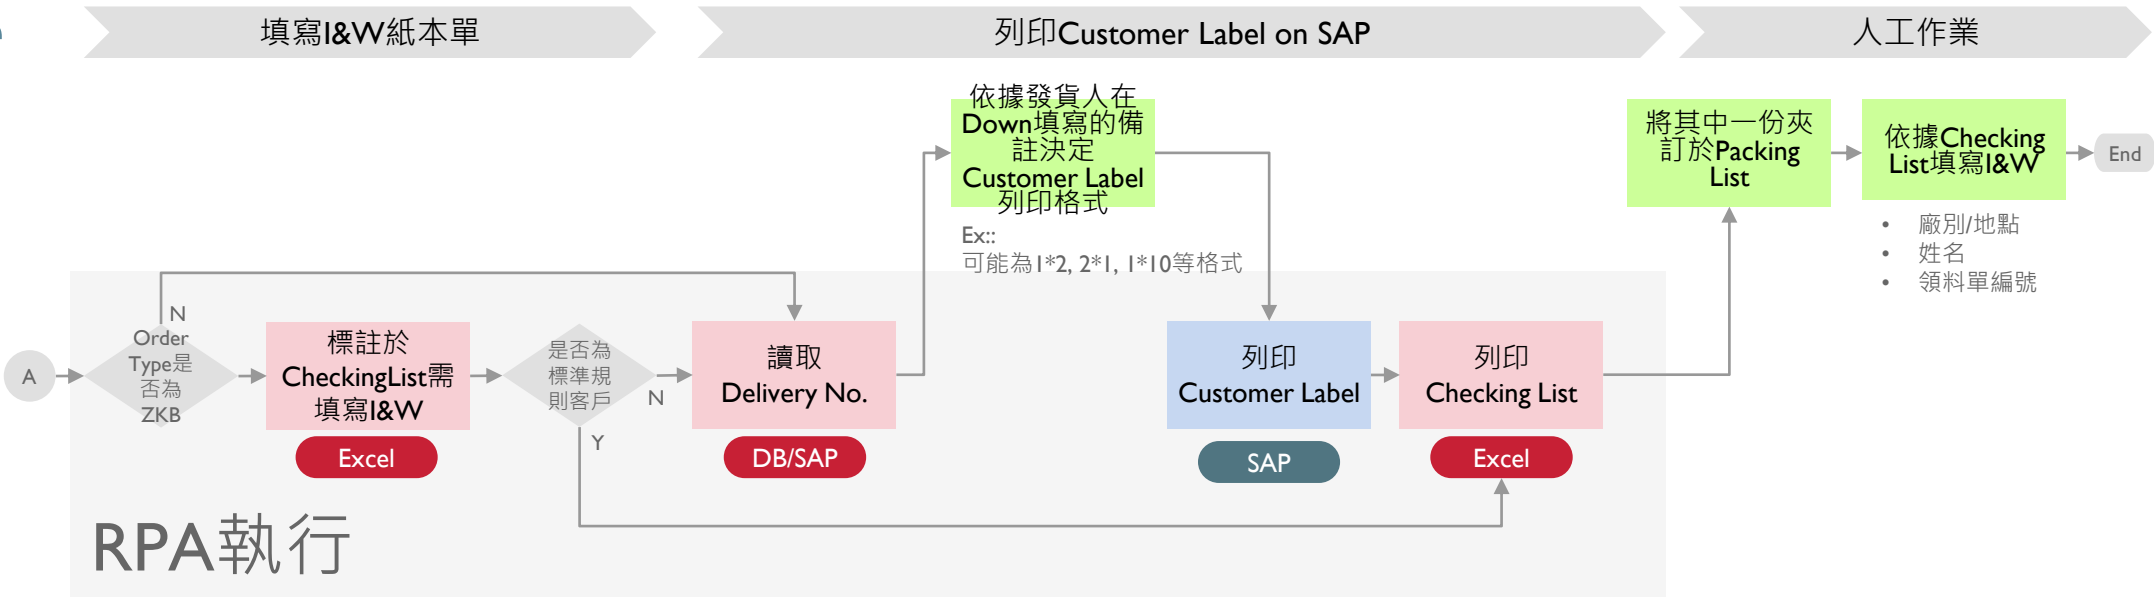 填寫I&W紙本單
列印Customer Label on SAP
人工作業
依據發貨人在
Down填寫的備
註決定
Customer Label
列印格式
Ex::
可能為1*2, 2*1, 1*10等格式
將其中一份夾
訂於Packing
List
依據Checking
List填寫I&W
End
• 廠別/地點
• 姓名
• 領料單編號
A
N
Order
Type是
否為
ZKB
標註於
CheckingList需
填寫I&W
Excel
是否為
標準規
則客戶
N
Y
讀取
Delivery No.
DB/SAP
列印
Customer Label
SAP
列印
Checking List
Excel
RPA執行